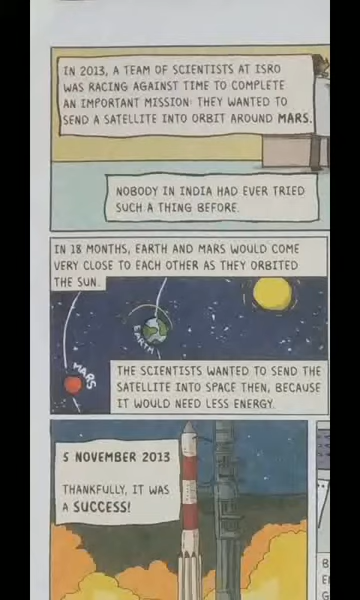 IN 2013, A TEAM OF SCIENTISTS AT ISRO
WAS RACING AGAINST TIME TO COMPLETE
AN IMPORTANT MISSION: THEY WANTED TO
SEND A SATELLITE INTO ORBIT AROUND MARS.
NOBODY IN INDIA HAD EVER TRIED
SUCH A THING BEFORE.
IN 18 MONTHS, EARTH AND MARS WOULD COME
VERY CLOSE TO EACH OTHER AS THEY ORBITED
THE SUN.
EARTH
MARS
THE SCIENTISTS WANTED TO SEND THE
SATELLITE INTO SPACE THEN, BECAUSE
IT WOULD NEED LESS ENERGY.
5 NOVEMBER 2013
THANKFULLY, IT WAS
A SUCCESS!